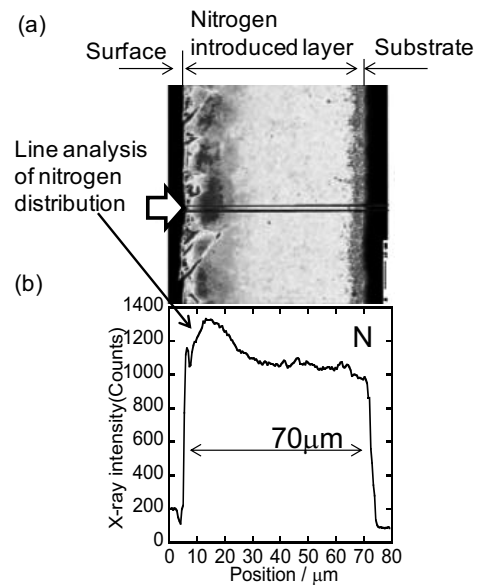 (a)
Nitrogen
introduced layer
Surface
Substrate
Line analysis
of nitrogen
distribution
(b)
X-ray intensity(Counts)
1400
1200
1000
800
600
400
200
0
N
70μm
0 10 20 30 40 50 60 70 80
Position / μm